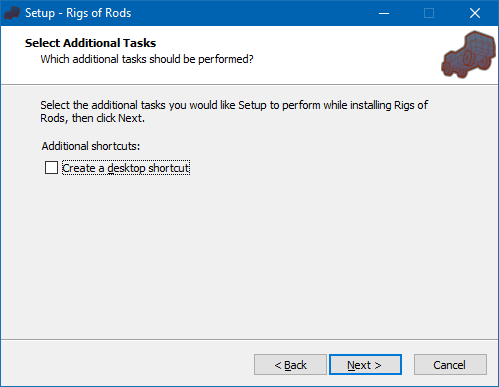 Setup - Rigs of Rods
Select Additional Tasks
Which additional tasks should be performed?
Select the additional tasks you would like Setup to perform while installing Rigs of
Rods, then click Next.
Additional shortcuts:
Create a desktop shortcut
< Back
Next >
Cancel